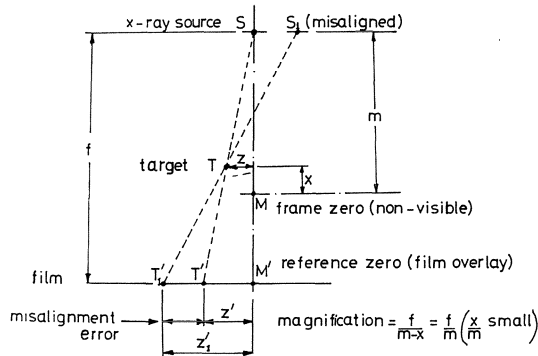 x-ray source S S₁ (misaligned)
f
m
target T z
x
M frame zero (non-visible)
T₁' T' M' reference zero (film overlay)
film
misalignment error
z'
z₁'
magnification = f/(m-x) = f/m (x/m small)